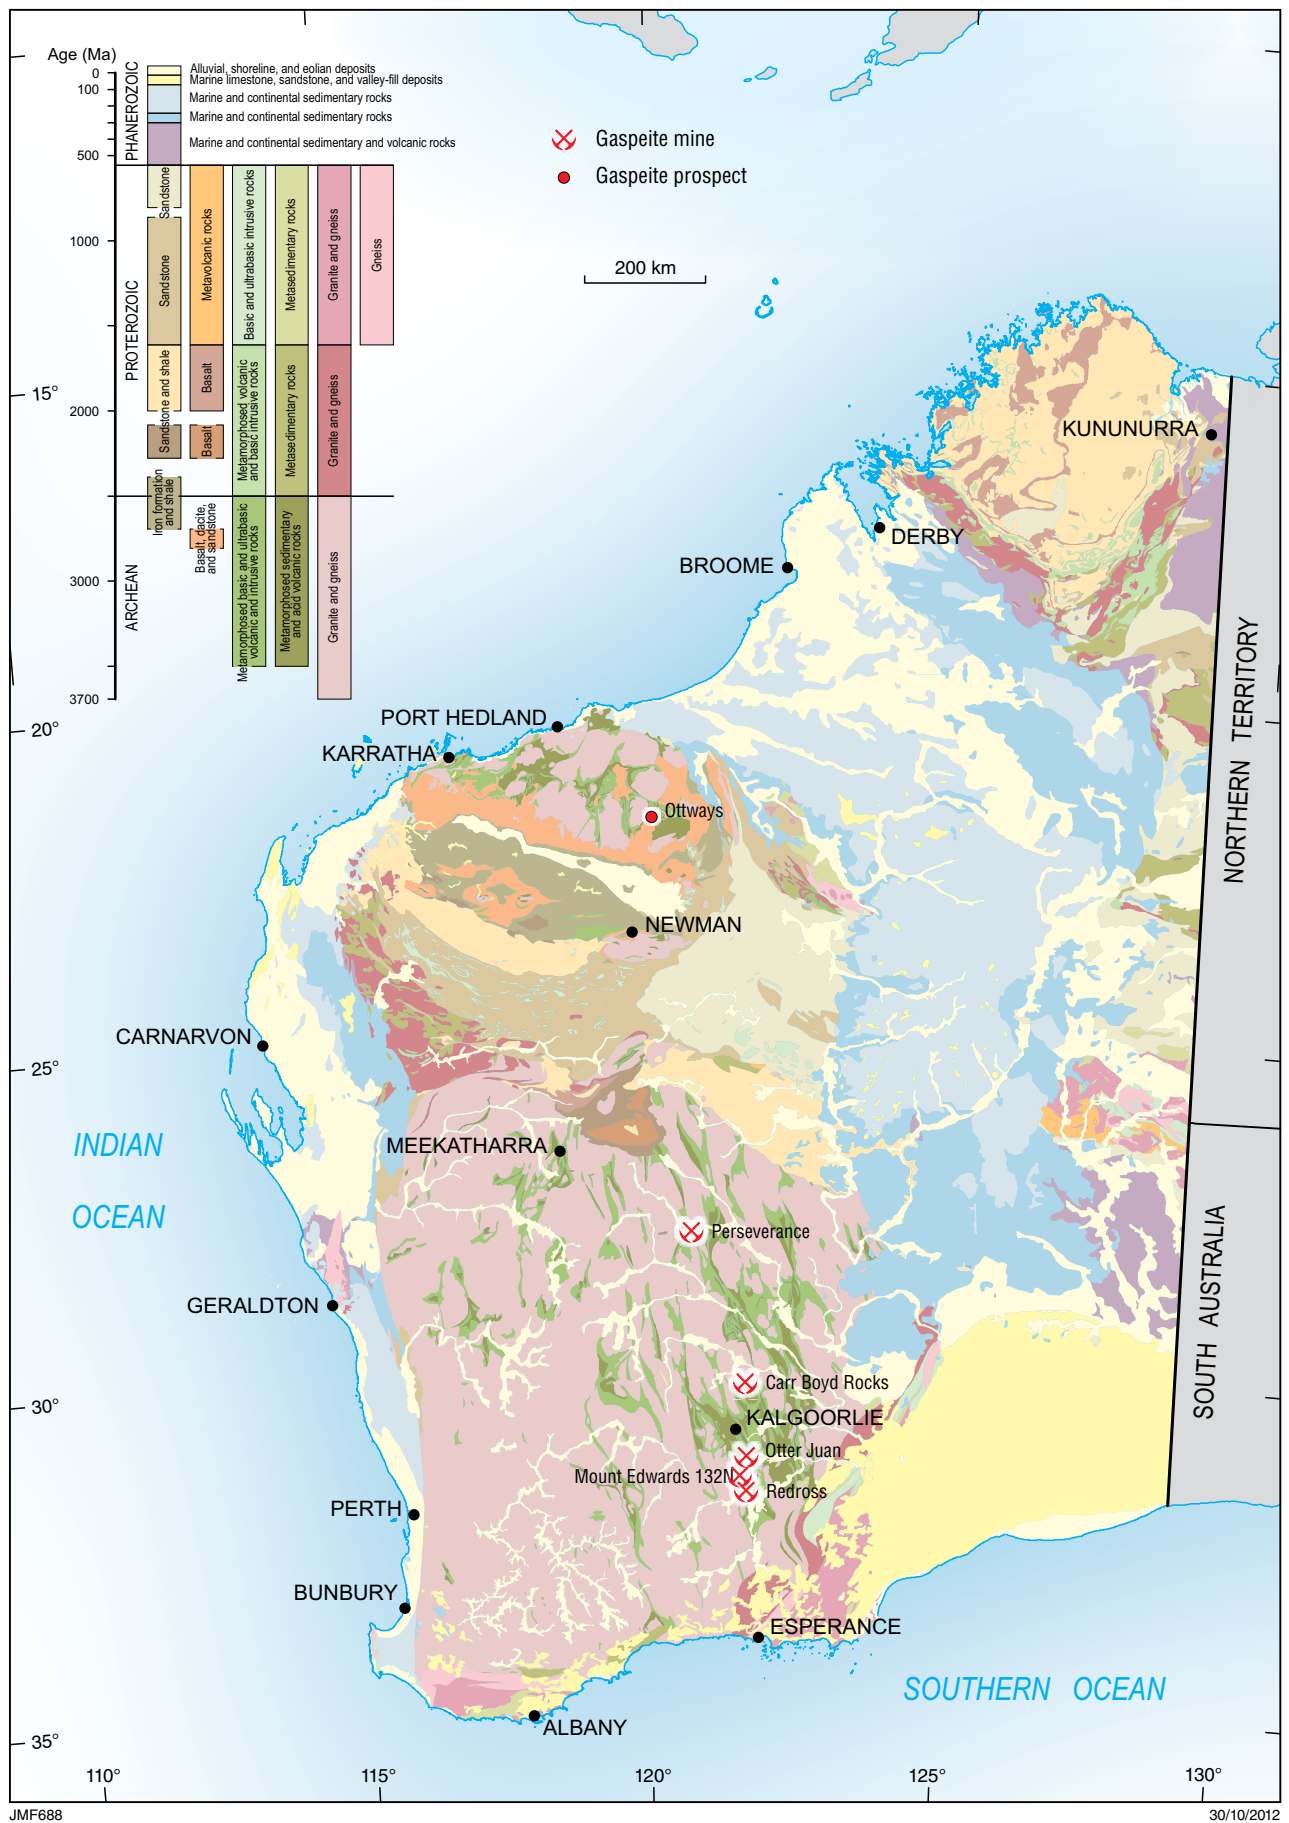 Age (Ma)
0
100
500
1000
2000
3000
3700
PHANEROZOIC
PROTEROZOIC
ARCHEAN
Alluvial, shoreline, and eolian deposits
Marine limestone, sandstone, and valley-fill deposits
Marine and continental sedimentary rocks
Marine and continental sedimentary rocks
Marine and continental sedimentary and volcanic rocks
Sandstone
Sandstone
Sandstone and shale
Sandstone and shale
Iron formation
and shale
Metavolcanic rocks
Basalt
Basalt
Basalt, dacite,
and sandstone
Basic and ultrabasic intrusive rocks
Metamorphosed volcanic
and basic intrusive rocks
Metamorphosed basic and ultrabasic
volcanic and intrusive rocks
Metasedimentary rocks
Metasedimentary rocks
Metamorphosed sedimentary
and acid volcanic rocks
Granite and gneiss
Granite and gneiss
Granite and gneiss
Gneiss
Gaspeite mine
Gaspeite prospect
200 km
15°
KUNUNURRA
DERBY
BROOME
NORTHERN TERRITORY
PORT HEDLAND
20°
KARRATHA
Ottways
NEWMAN
CARNARVON
25°
INDIAN
OCEAN
MEEKATHARRA
Perseverance
SOUTH AUSTRALIA
GERALDTON
Carr Boyd Rocks
30°
KALGOORLIE
Otter Juan
Mount Edwards 132N
Redross
PERTH
BUNBURY
ESPERANCE
SOUTHERN OCEAN
ALBANY
35°
110°
115°
120°
125°
130°
JMF688
30/10/2012